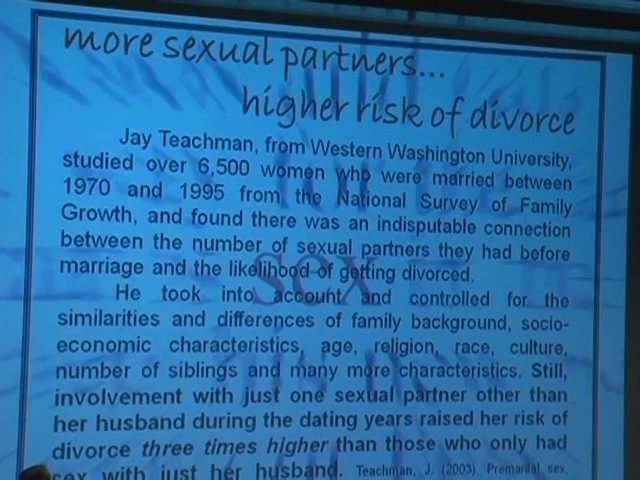 more sexual partners...
higher risk of divorce
Jay Teachman, from Western Washington University,
studied over 6,500 women who were married between
1970 and 1995 from the National Survey of Family
Growth, and found there was an indisputable connection
between the number of sexual partners they had before
marriage and the likelihood of getting divorced.
He took into account and controlled for the
similarities and differences of family background, socio-
economic characteristics, age, religion, race, culture,
number of siblings and many more characteristics. Still,
involvement with just one sexual partner other than
her husband during the dating years raised her risk of
divorce three times higher than those who only had
sex with just her husband. Teachman, J. (2003). Premarital sex,